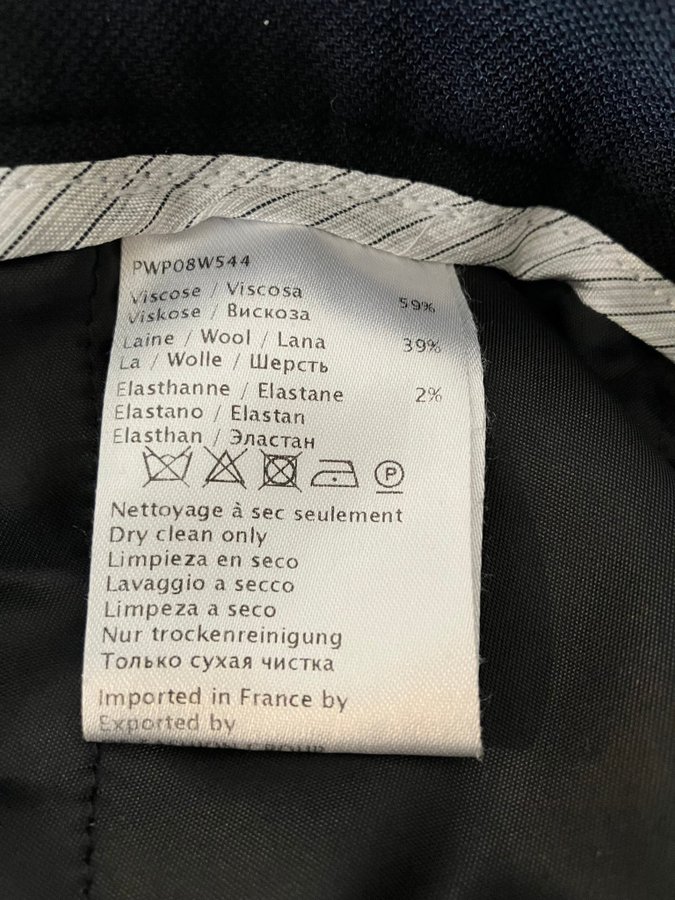 PWP08W544
Viscose / Viscosa 59%
Viskose / Вискоза
Laine / Wool / Lana 39%
La / Wolle / Шерсть
Elasthanne / Elastane 2%
Elastano / Elastan
Elasthan / Эластан
P
Nettoyage à sec seulement
Dry clean only
Limpieza en seco
Lavaggio a secco
Limpeza a seco
Nur trockenreinigung
Только сухая чистка
Imported in France by
Exported by